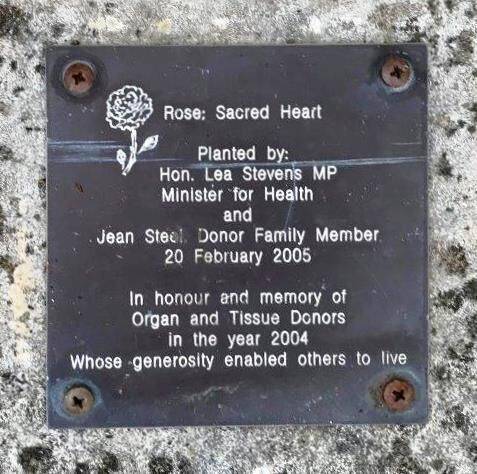 Rose: Sacred Heart
Planted by:
Hon. Lea Stevens MP
Minister for Health
and
Jean Steel Donor Family Member
20 February 2005
In honour and memory of
Organ and Tissue Donors
in the year 2004
Whose generosity enabled others to live